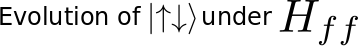 Evolution of |↑↓⟩ under H_{ff}